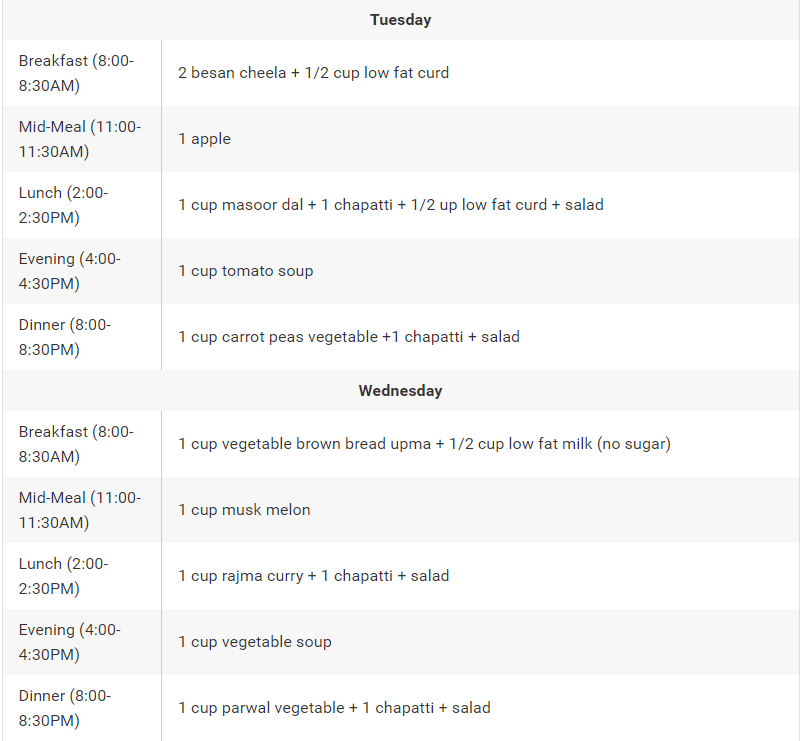 Tuesday
Breakfast (8:00-
8:30AM)
2 besan cheela + 1/2 cup low fat curd
Mid-Meal (11:00-
11:30AM)
1 apple
Lunch (2:00-
2:30PM)
1 cup masoor dal + 1 chapatti + 1/2 up low fat curd + salad
Evening (4:00-
4:30PM)
1 cup tomato soup
Dinner (8:00-
8:30PM)
1 cup carrot peas vegetable +1 chapatti + salad
Wednesday
Breakfast (8:00-
8:30AM)
1 cup vegetable brown bread upma + 1/2 cup low fat milk (no sugar)
Mid-Meal (11:00-
11:30AM)
1 cup musk melon
Lunch (2:00-
2:30PM)
1 cup rajma curry + 1 chapatti + salad
Evening (4:00-
4:30PM)
1 cup vegetable soup
Dinner (8:00-
8:30PM)
1 cup parwal vegetable + 1 chapatti + salad